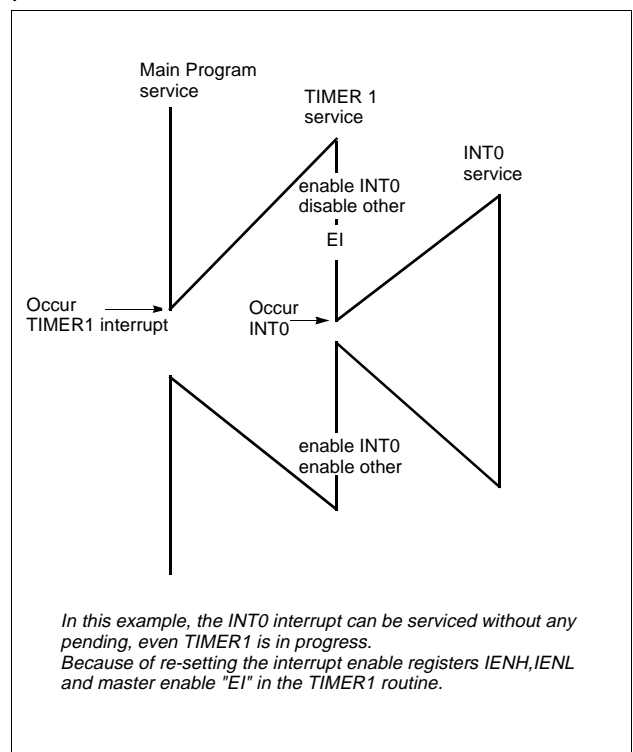 Main Program
service
TIMER 1
service
INT0
service
enable INT0
disable other
EI
Occur
TIMER1 interrupt
Occur
INT0
enable INT0
enable other
In this example, the INT0 interrupt can be serviced without any
pending, even TIMER1 is in progress.
Because of re-setting the interrupt enable registers IENH,IENL
and master enable "EI" in the TIMER1 routine.